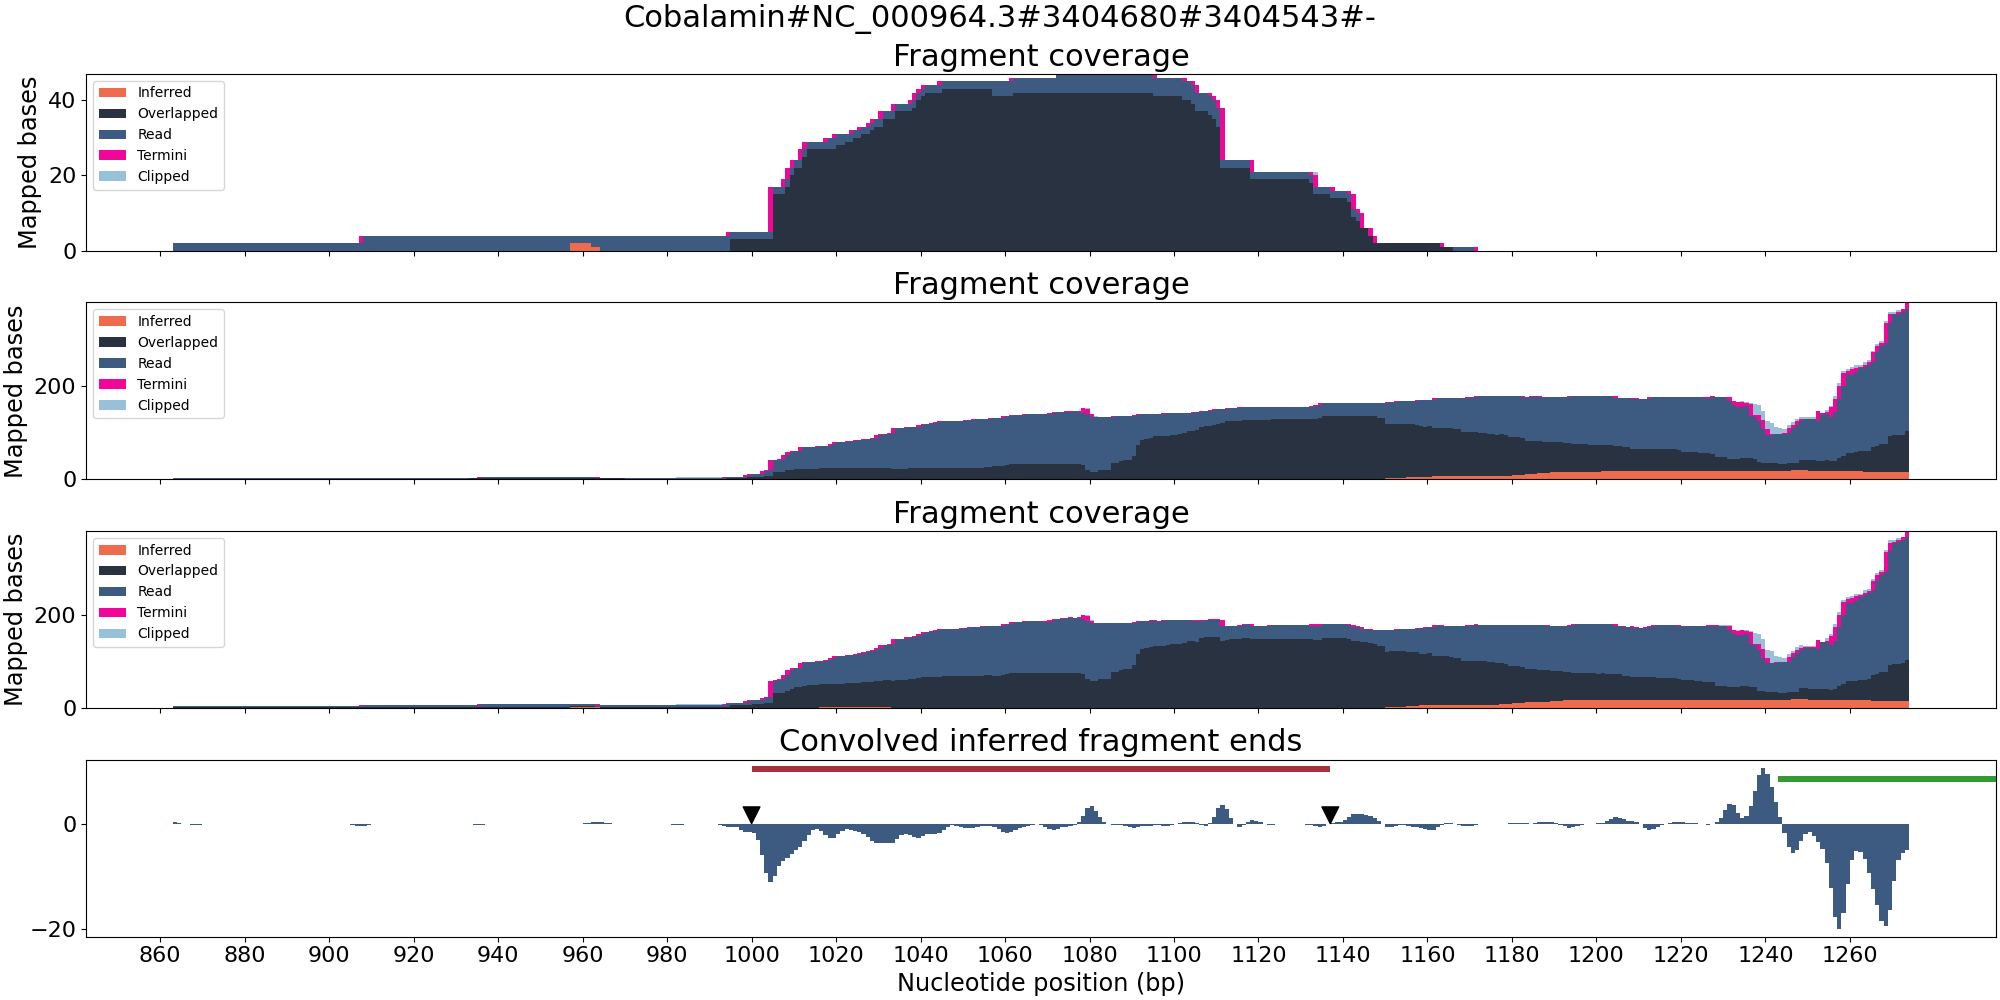 Cobalamin#NC_000964.3#3404680#3404543#-
Fragment coverage
Mapped bases
40
20
0
Inferred
Overlapped
Read
Termini
Clipped
Fragment coverage
Mapped bases
200
0
Inferred
Overlapped
Read
Termini
Clipped
Fragment coverage
Mapped bases
200
0
Inferred
Overlapped
Read
Termini
Clipped
Convolved inferred fragment ends
0
−20
860 880 900 920 940 960 980 1000 1020 1040 1060 1080 1100 1120 1140 1160 1180 1200 1220 1240 1260
Nucleotide position (bp)